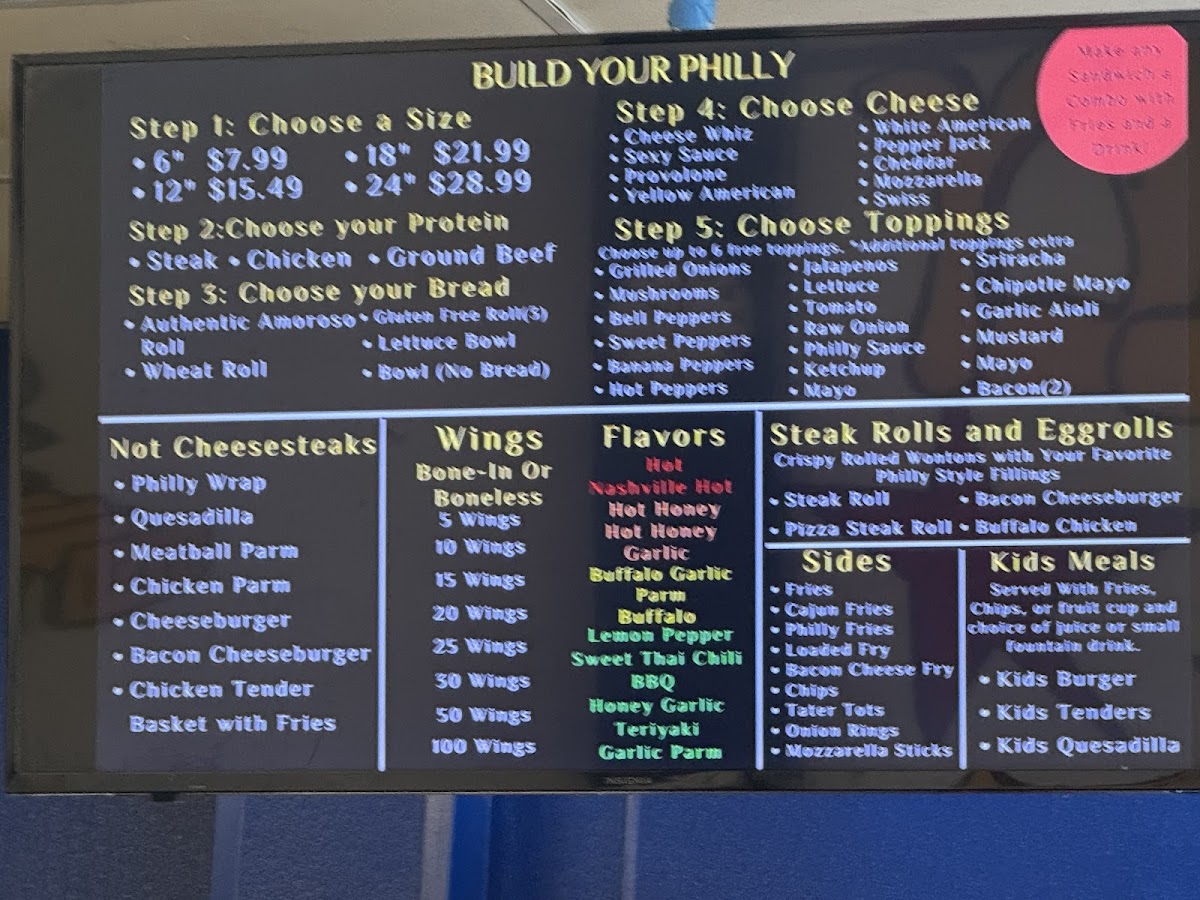 BUILD YOUR PHILLY
Make any
Sandwich a
Combo with
Fries and a
Drink!
Step 1: Choose a Size
• 6" $7.99
• 18" $21.99
• 12" $15.49
• 24" $28.99
Step 2:Choose your Protein
• Steak • Chicken • Ground Beef
Step 3: Choose your Bread
• Authentic Amoroso
Roll
• Wheat Roll
• Gluten Free Roll(3)
• Lettuce Bowl
• Bowl (No Bread)
Step 4: Choose Cheese
• Cheese Whiz
• Sexy Sauce
• Provolone
• Yellow American
• White American
• Pepper Jack
• Cheddar
• Mozzarella
• Swiss
Step 5: Choose Toppings
Choose up to 6 free toppings. *Additional toppings extra
• Grilled Onions
• Mushrooms
• Bell Peppers
• Sweet Peppers
• Banana Peppers
• Hot Peppers
• Jalapenos
• Lettuce
• Tomato
• Raw Onion
• Philly Sauce
• Ketchup
• Mayo
• Sriracha
• Chipotle Mayo
• Garlic Aioli
• Mustard
• Mayo
• Bacon(2)
Not Cheesesteaks
• Philly Wrap
• Quesadilla
• Meatball Parm
• Chicken Parm
• Cheeseburger
• Bacon Cheeseburger
• Chicken Tender
Basket with Fries
Wings
Bone-In Or
Boneless
5 Wings
10 Wings
15 Wings
20 Wings
25 Wings
30 Wings
50 Wings
100 Wings
Flavors
Hot
Nashville Hot
Hot Honey
Hot Honey
Garlic
Buffalo Garlic
Parm
Buffalo
Lemon Pepper
Sweet Thai Chili
BBQ
Honey Garlic
Teriyaki
Garlic Parm
Steak Rolls and Eggrolls
Crispy Rolled Wontons with Your Favorite
Philly Style Fillings
• Steak Roll
• Bacon Cheeseburger
• Pizza Steak Roll
• Buffalo Chicken
Sides
• Fries
• Cajun Fries
• Philly Fries
• Loaded Fry
• Bacon Cheese Fry
• Chips
• Tater Tots
• Onion Rings
• Mozzarella Sticks
Kids Meals
Served With Fries,
Chips, or fruit cup and
choice of juice or small
fountain drink.
• Kids Burger
• Kids Tenders
• Kids Quesadilla
INSIGNIA